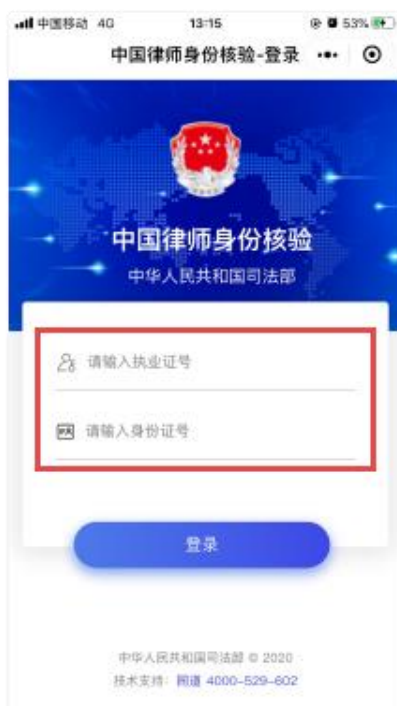 中国移动 4G 13:15 53%
中国律师身份核验-登录
中国律师身份核验
中华人民共和国司法部
请输入执业证号
请输入身份证号
登录
中华人民共和国司法部 © 2020
技术支持: 图道 4000-529-602